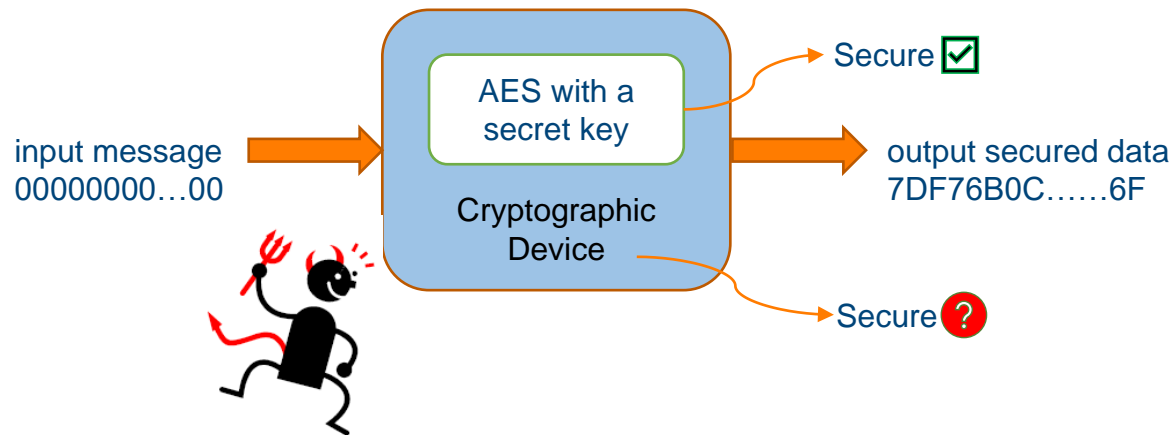 Secure
AES with a
secret key
input message
00000000...00
output secured data
7DF76B0C......6F
Cryptographic
Device
Secure ?